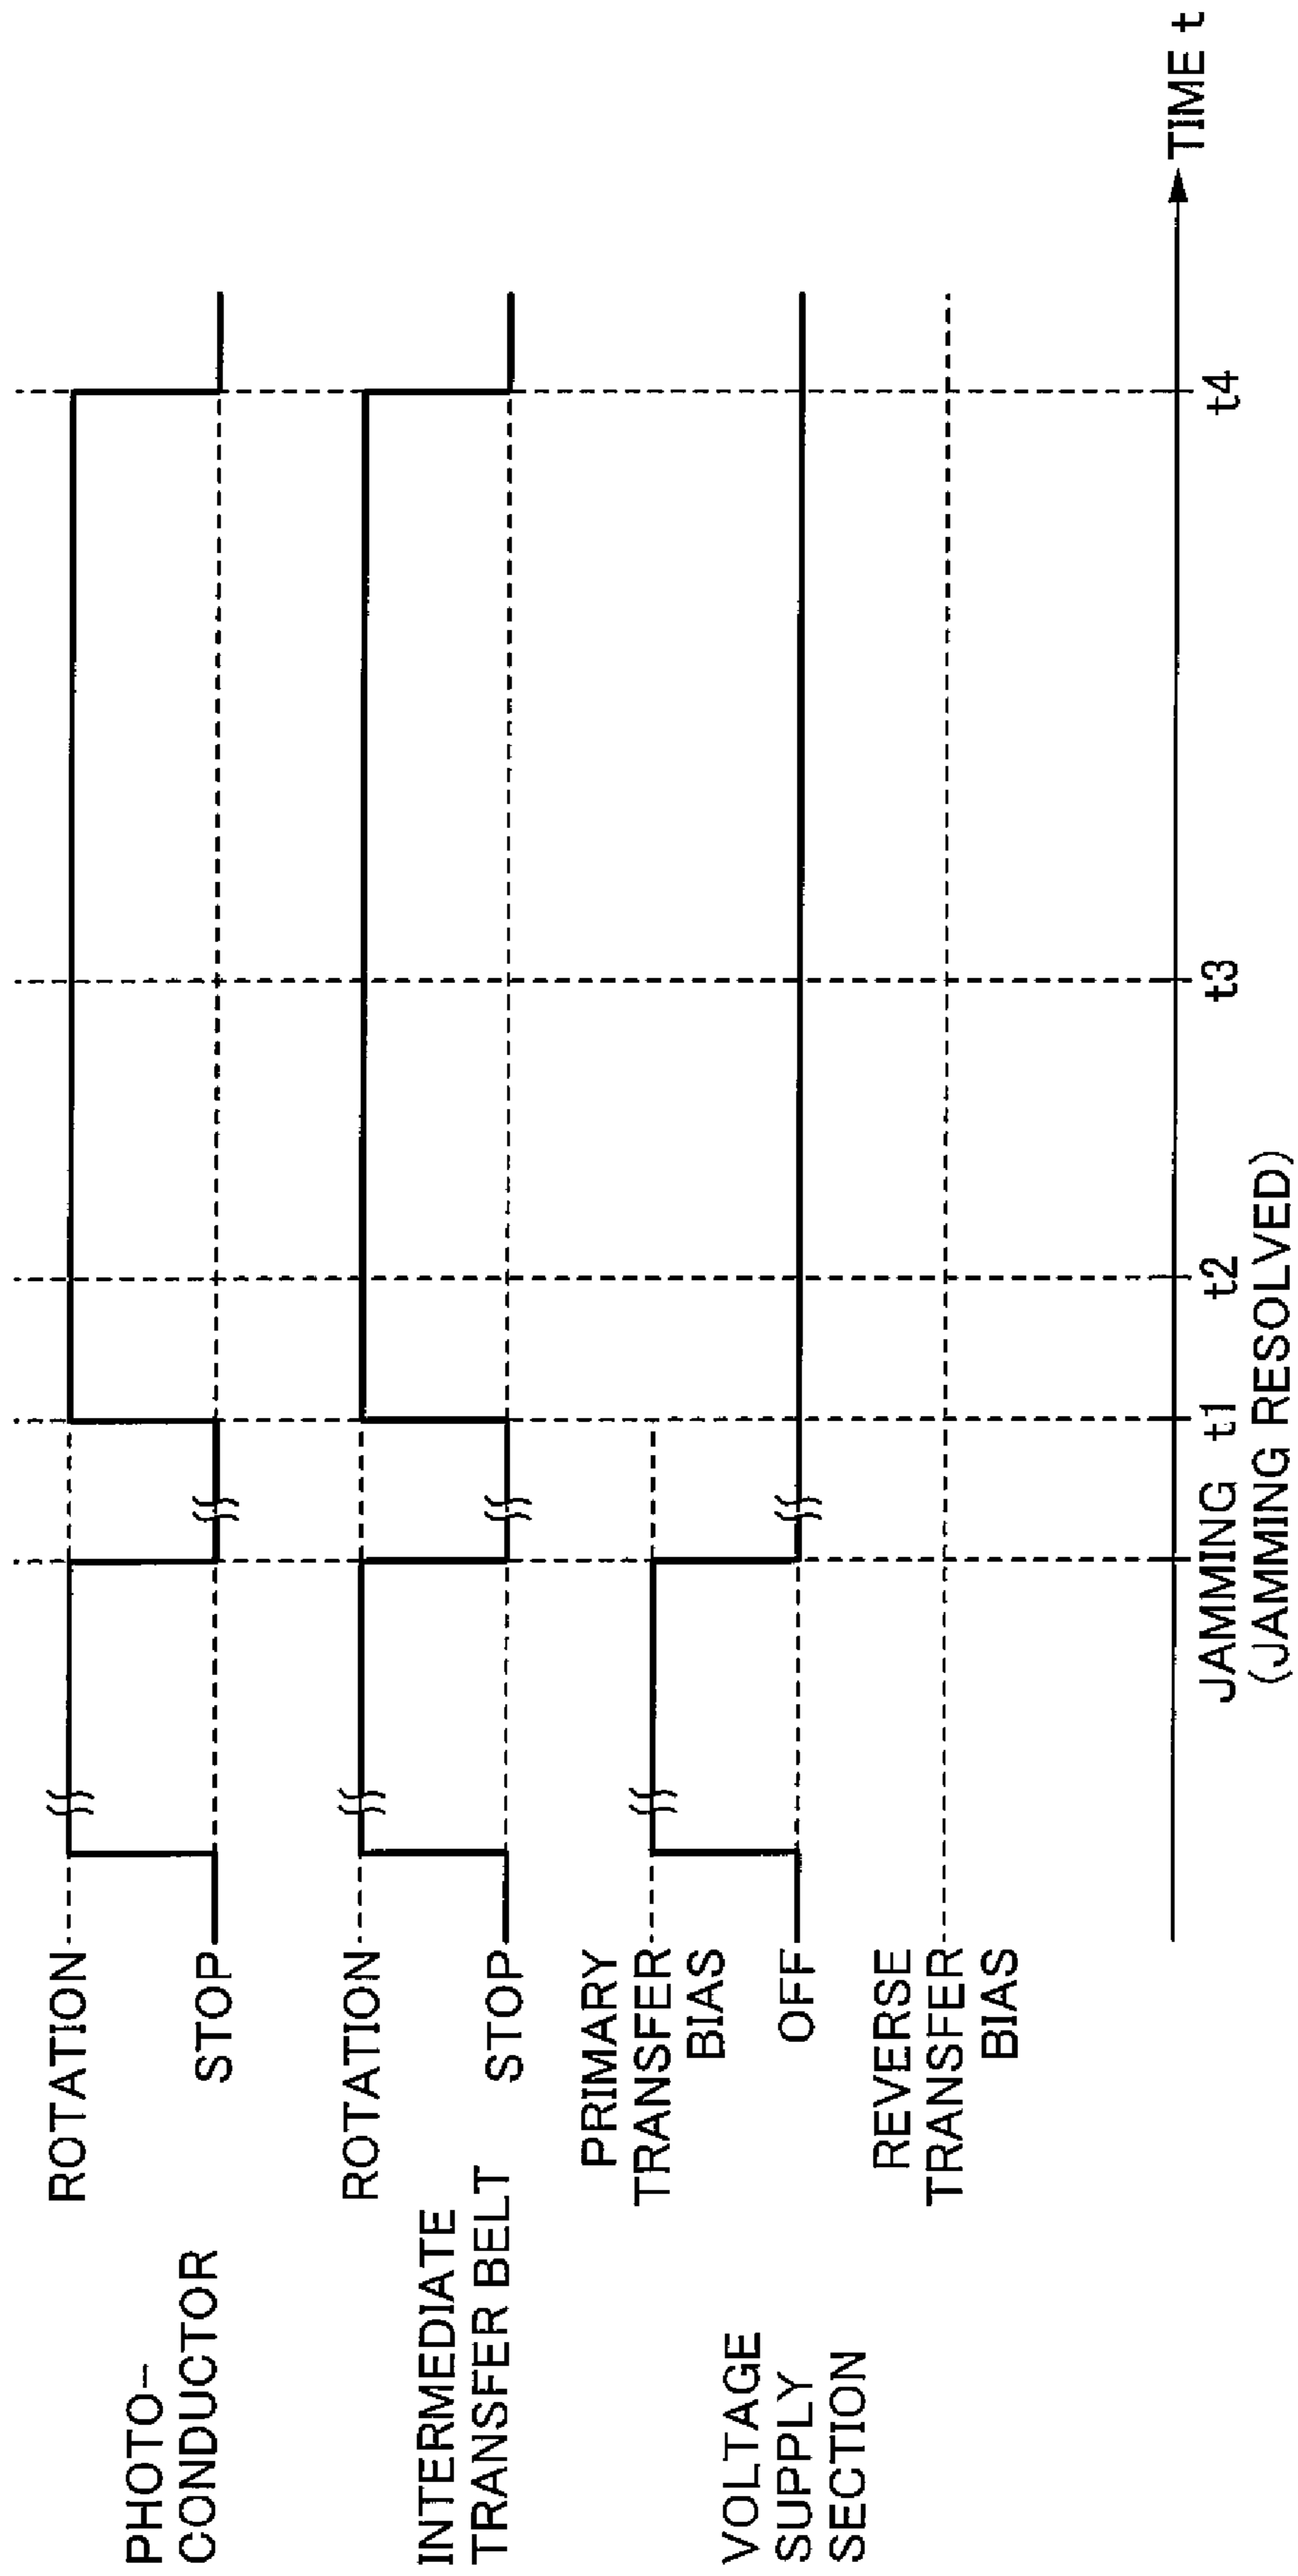 PHOTO-
CONDUCTOR
ROTATION
STOP
INTERMEDIATE
TRANSFER BELT
ROTATION
STOP
VOLTAGE
SUPPLY
SECTION
PRIMARY
TRANSFER
BIAS
OFF
REVERSE
TRANSFER
BIAS
JAMMING t1 t2 t3 t4
(JAMMING RESOLVED)
TIME t